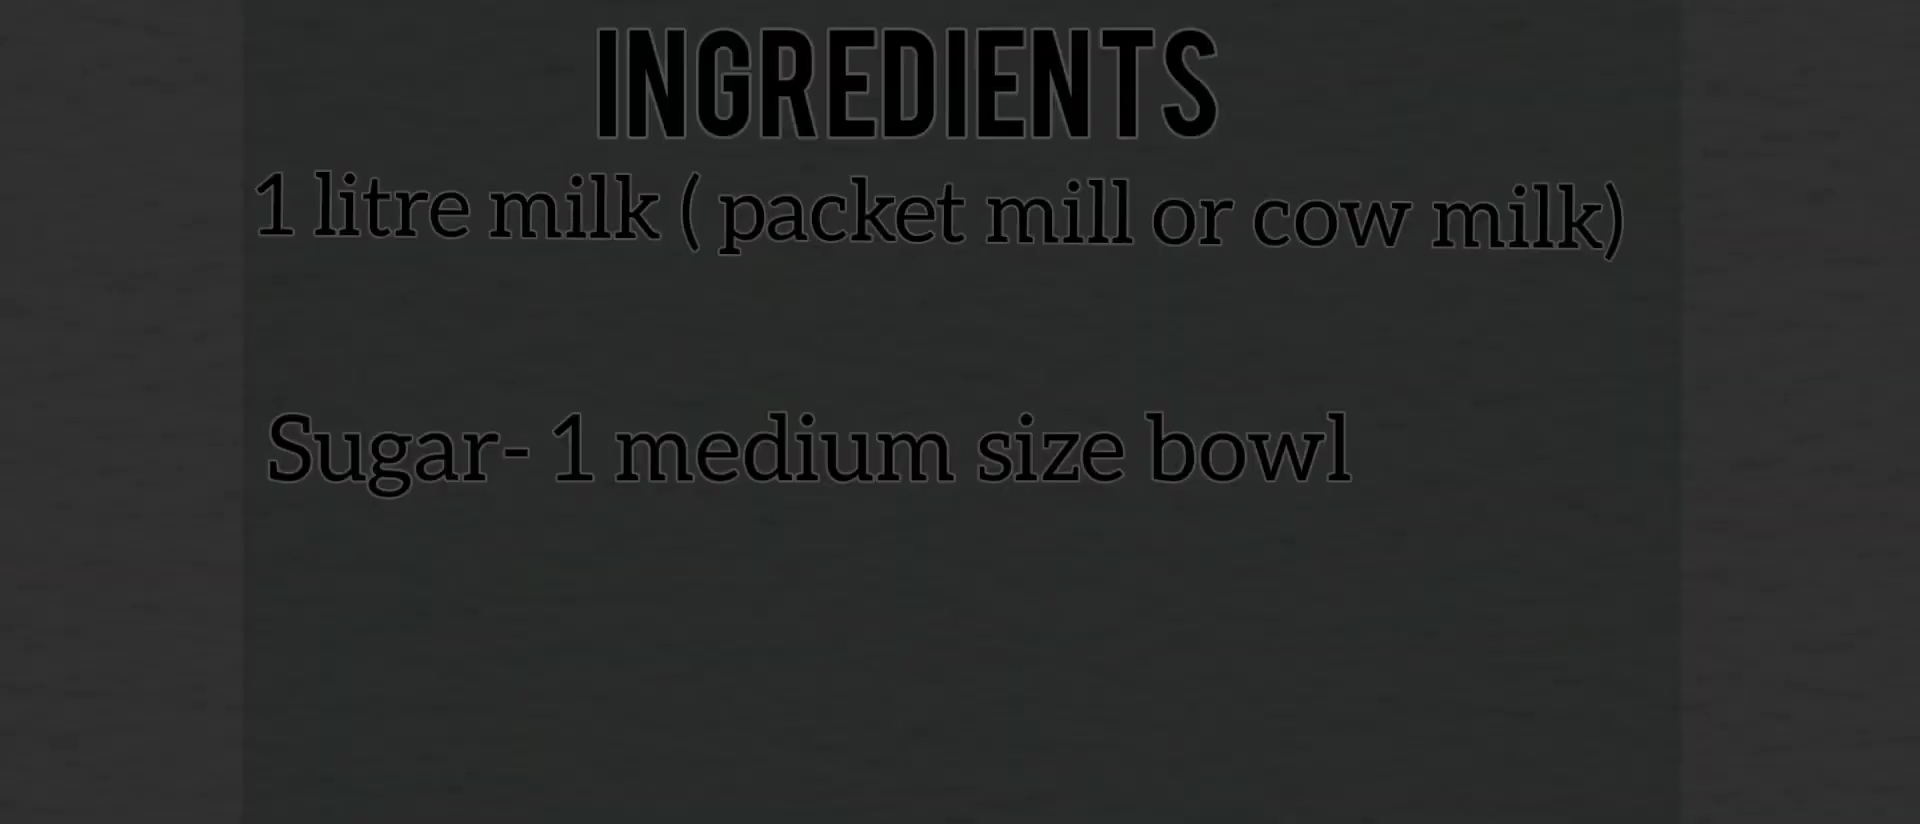 INGREDIENTS
1 litre milk ( packet mill or cow milk)
Sugar- 1 medium size bowl